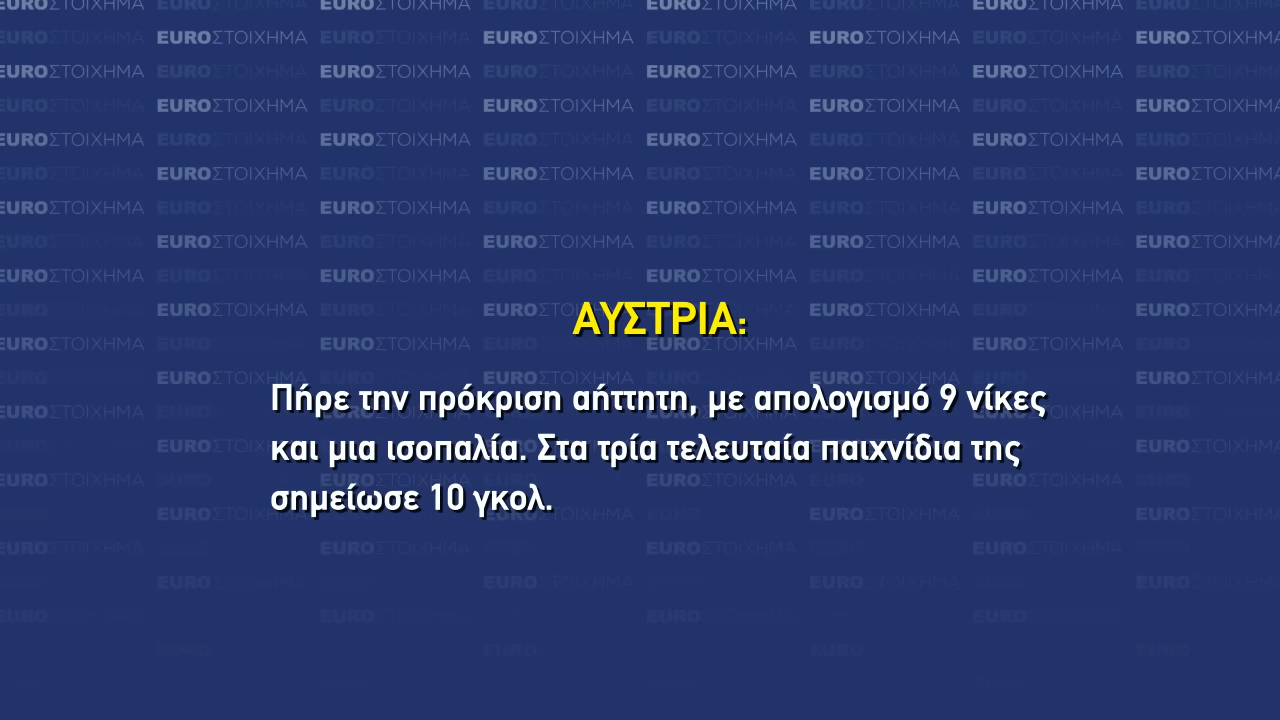 ΑΥΣΤΡΙΑ:
Πήρε την πρόκριση αήττητη, με απολογισμό 9 νίκες
και μια ισοπαλία. Στα τρία τελευταία παιχνίδια της
σημείωσε 10 γκολ.
EUROΣΤΟΙΧΗΜΑ